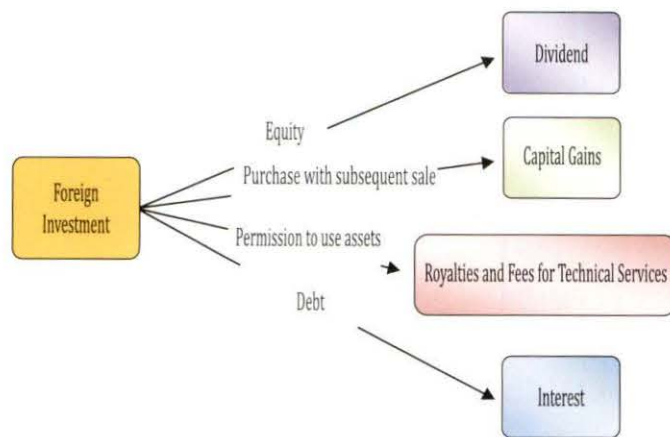 Dividend
Equity
Purchase with subsequent sale
Capital Gains
Foreign
Investment
Permission to use assets
Royalties and Fees for Technical Services
Debt
Interest